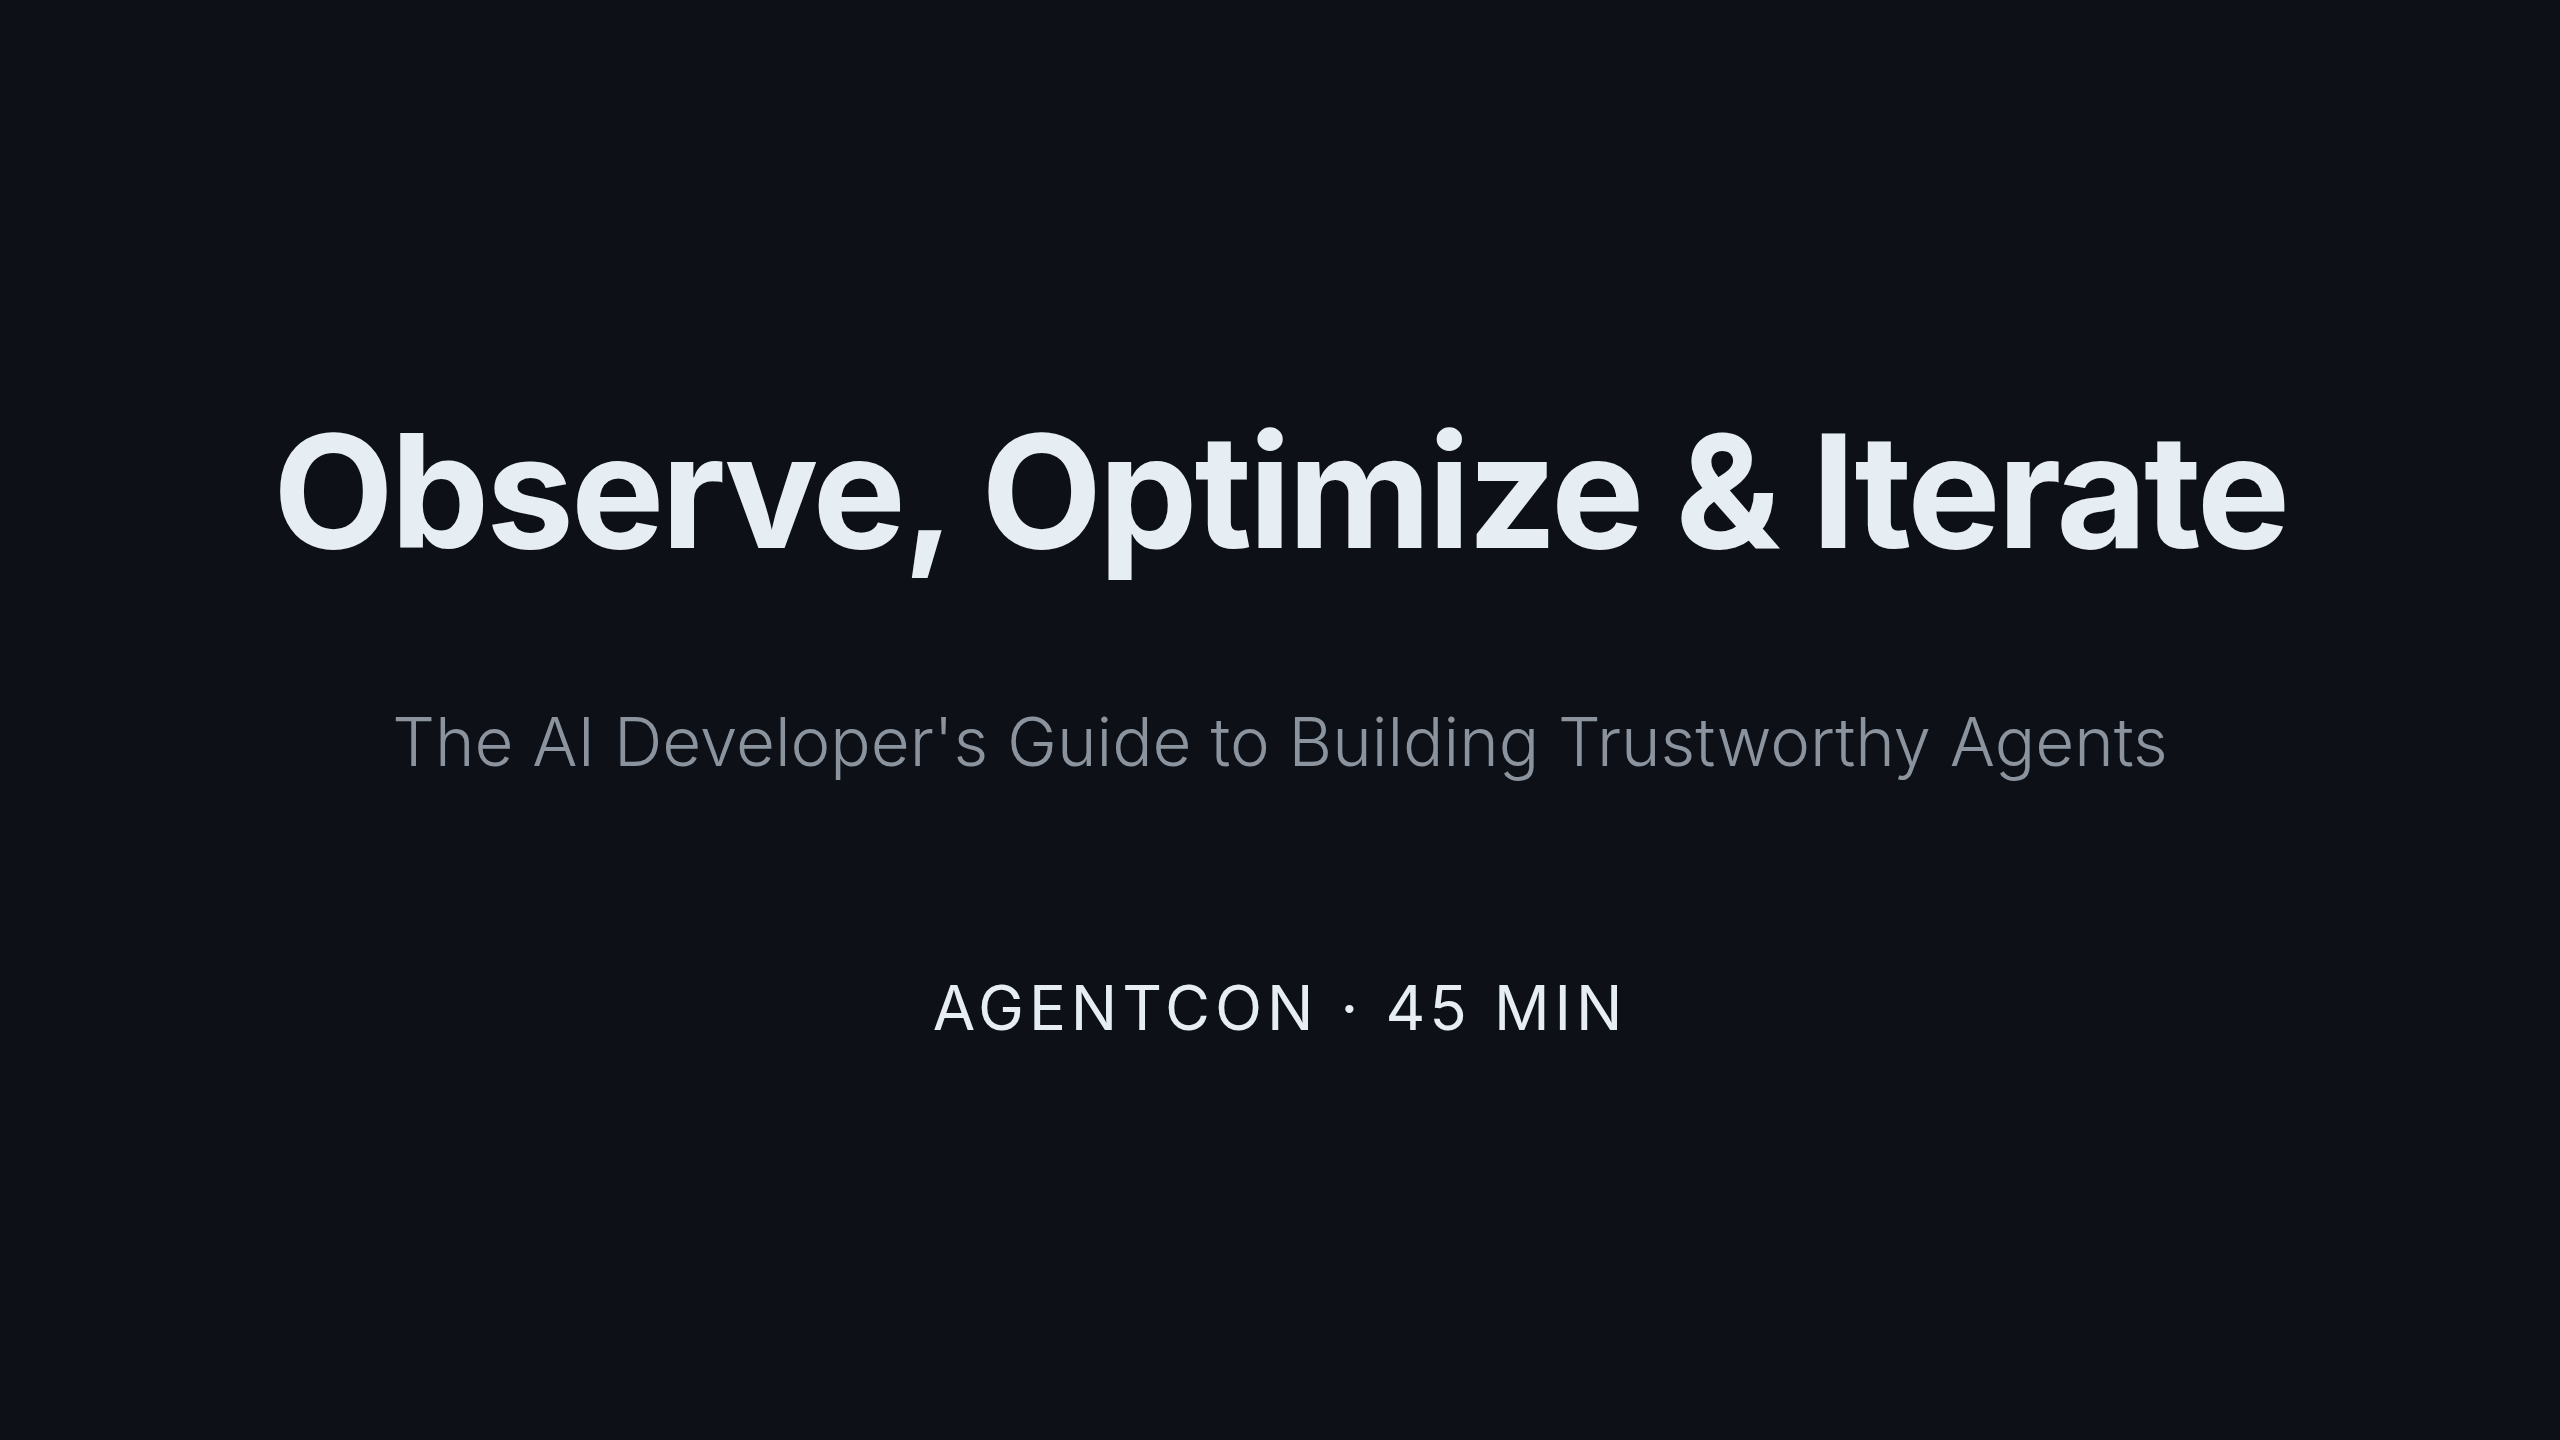 Observe, Optimize & Iterate
The AI Developer's Guide to Building Trustworthy Agents
AGENTCON · 45 MIN